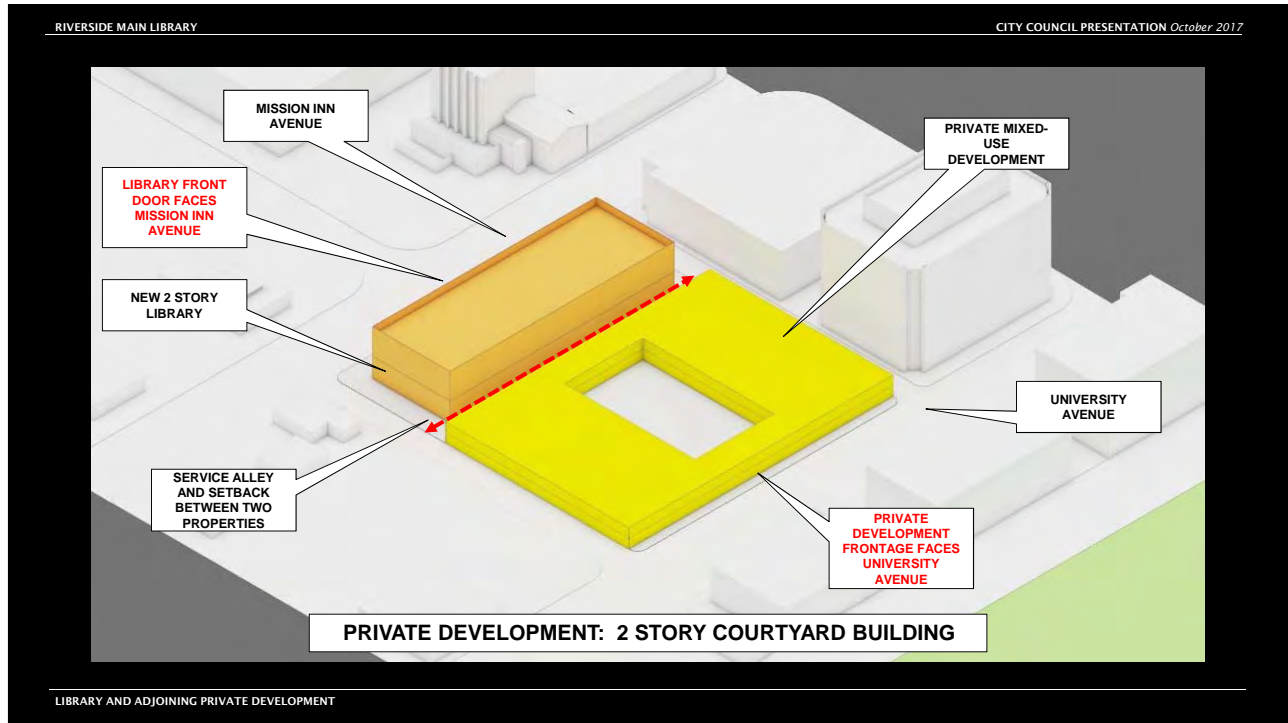 RIVERSIDE MAIN LIBRARY
CITY COUNCIL PRESENTATION October 2017
MISSION INN
AVENUE
PRIVATE MIXED-
USE
DEVELOPMENT
LIBRARY FRONT
DOOR FACES
MISSION INN
AVENUE
NEW 2 STORY
LIBRARY
UNIVERSITY
AVENUE
SERVICE ALLEY
AND SETBACK
BETWEEN TWO
PROPERTIES
PRIVATE
DEVELOPMENT
FRONTAGE FACES
UNIVERSITY
AVENUE
PRIVATE DEVELOPMENT: 2 STORY COURTYARD BUILDING
LIBRARY AND ADJOINING PRIVATE DEVELOPMENT